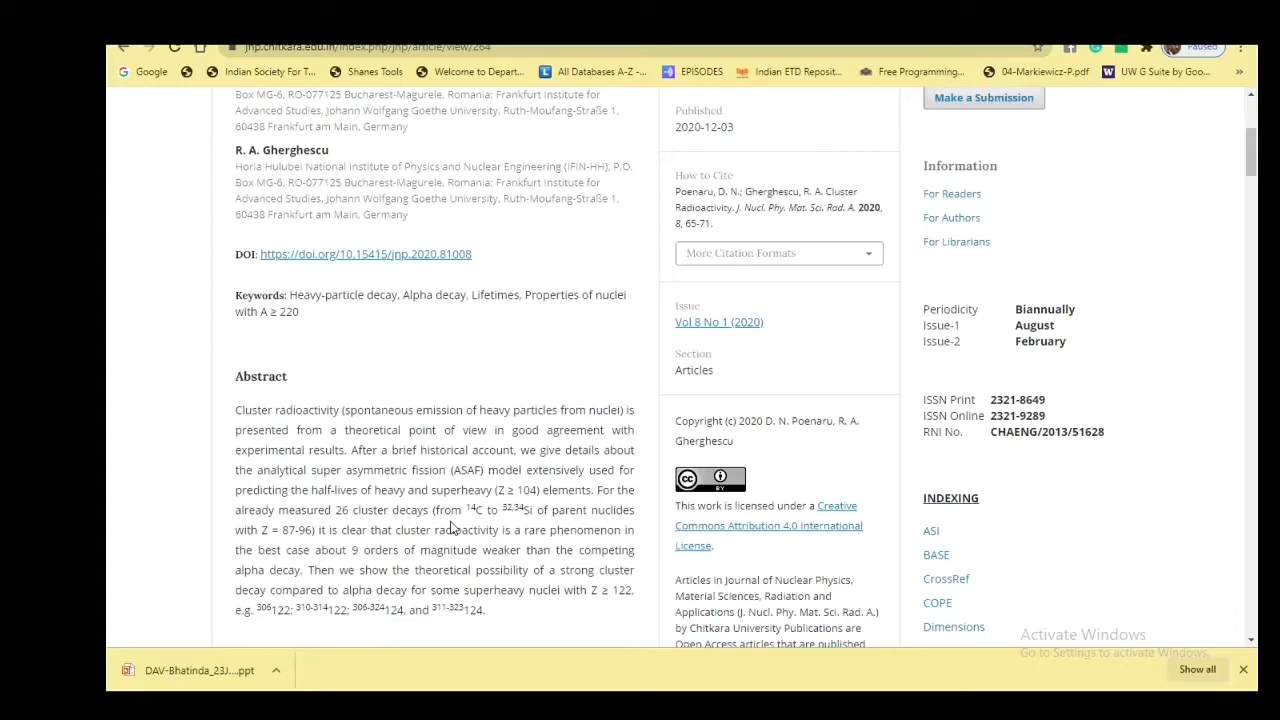 jnp.chitkara.edu.in/index.php/jnp/article/view/264
Paused
Google
Indian Society For T...
Shanes Tools
Welcome to Depart...
All Databases A-Z -...
EPISODES
Indian ETD Reposit...
Free Programming...
04-Markiewicz-P.pdf
UW G Suite by Goo...
»
Box MG-6, RO-077125 Bucharest-Magurele, Romania; Frankfurt Institute for
Advanced Studies, Johann Wolfgang Goethe University, Ruth-Moufang-Straße 1,
60438 Frankfurt am Main, Germany
R. A. Gherghescu
Horia Hulubei National Institute of Physics and Nuclear Engineering (IFIN-HH), P.O.
Box MG-6, RO-077125 Bucharest-Magurele, Romania; Frankfurt Institute for
Advanced Studies, Johann Wolfgang Goethe University, Ruth-Moufang-Straße 1,
60438 Frankfurt am Main, Germany
DOI: https://doi.org/10.15415/jnp.2020.81008
Keywords: Heavy-particle decay, Alpha decay, Lifetimes, Properties of nuclei
with A ≥ 220
Abstract
Cluster radioactivity (spontaneous emission of heavy particles from nuclei) is
presented from a theoretical point of view in good agreement with
experimental results. After a brief historical account, we give details about
the analytical super asymmetric fission (ASAF) model extensively used for
predicting the half-lives of heavy and superheavy (Z ≥ 104) elements. For the
already measured 26 cluster decays (from ¹⁴C to ³²,³⁴Si of parent nuclides
with Z = 87-96) it is clear that cluster radioactivity is a rare phenomenon in
the best case about 9 orders of magnitude weaker than the competing
alpha decay. Then we show the theoretical possibility of a strong cluster
decay compared to alpha decay for some superheavy nuclei with Z ≥ 122,
e.g. ³⁰⁶122; ³¹⁰⁻³¹⁴122; ³⁰⁶⁻³²⁴124, and ³¹¹⁻³²³124.
Published
2020-12-03
How to Cite
Poenaru, D. N.; Gherghescu, R. A. Cluster
Radioactivity. J. Nucl. Phy. Mat. Sci. Rad. A. 2020,
8, 65-71.
More Citation Formats
Issue
Vol 8 No 1 (2020)
Section
Articles
Copyright (c) 2020 D. N. Poenaru, R. A.
Gherghescu
CC BY
This work is licensed under a Creative
Commons Attribution 4.0 International
License.
Articles in Journal of Nuclear Physics,
Material Sciences, Radiation and
Applications (J. Nucl. Phy. Mat. Sci. Rad. A.)
by Chitkara University Publications are
Open Access articles that are published
Make a Submission
Information
For Readers
For Authors
For Librarians
Periodicity Biannually
Issue-1 August
Issue-2 February
ISSN Print 2321-8649
ISSN Online 2321-9289
RNI No. CHAENG/2013/51628
INDEXING
ASI
BASE
CrossRef
COPE
Dimensions
Activate Windows
Go to Settings to activate Windows.
DAV-Bhatinda_23J....ppt
Show all